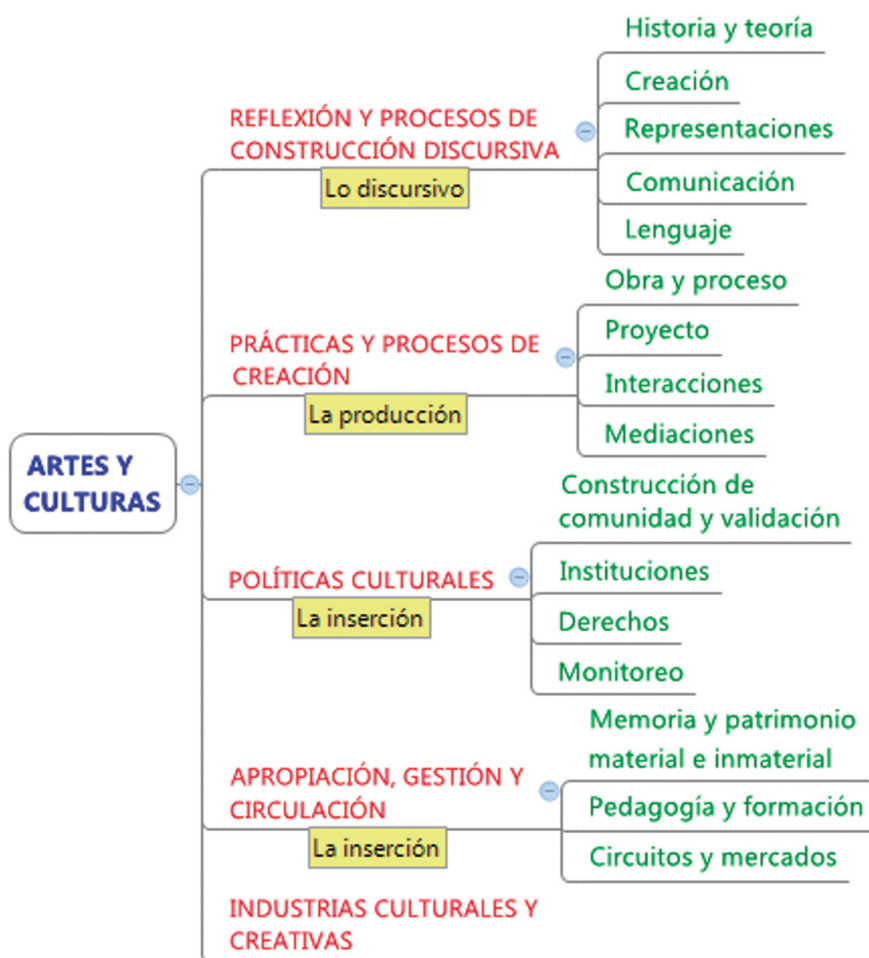 ARTES Y
CULTURAS
REFLEXIÓN Y PROCESOS DE
CONSTRUCCIÓN DISCURSIVA
Lo discursivo
Historia y teoría
Creación
Representaciones
Comunicación
Lenguaje
PRÁCTICAS Y PROCESOS DE
CREACIÓN
La producción
Obra y proceso
Proyecto
Interacciones
Mediaciones
POLÍTICAS CULTURALES
La inserción
Construcción de
comunidad y validación
Instituciones
Derechos
Monitoreo
APROPIACIÓN, GESTIÓN Y
CIRCULACIÓN
La inserción
Memoria y patrimonio
material e inmaterial
Pedagogía y formación
Circuitos y mercados
INDUSTRIAS CULTURALES Y
CREATIVAS